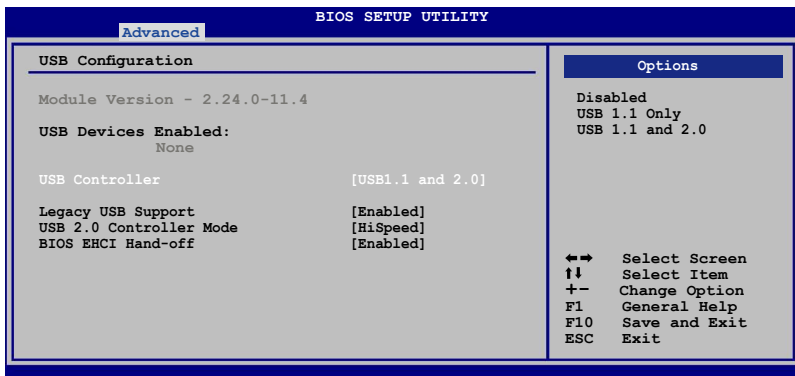 BIOS SETUP UTILITY
Advanced
USB Configuration
Module Version - 2.24.0-11.4
USB Devices Enabled:
None
USB Controller [USB1.1 and 2.0]
Legacy USB Support [Enabled]
USB 2.0 Controller Mode [HiSpeed]
BIOS EHCI Hand-off [Enabled]
Options
Disabled
USB 1.1 Only
USB 1.1 and 2.0
←→ Select Screen
↑↓ Select Item
+- Change Option
F1 General Help
F10 Save and Exit
ESC Exit